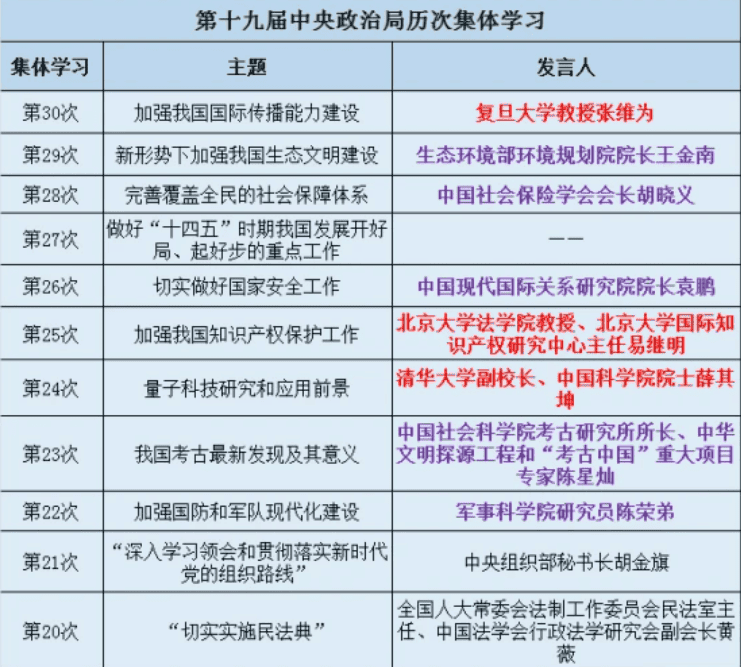 第十九届中央政治局历次集体学习
集体学习 主题 发言人
第30次 加强我国国际传播能力建设 复旦大学教授张维为
第29次 新形势下加强我国生态文明建设 生态环境部环境规划院院长王金南
第28次 完善覆盖全民的社会保障体系 中国社会保险学会会长胡晓义
第27次 做好“十四五”时期我国发展开好
局、起好步的重点工作 ——
第26次 切实做好国家安全工作 中国现代国际关系研究院院长袁鹏
第25次 加强我国知识产权保护工作 北京大学法学院教授、北京大学国际知
识产权研究中心主任易继明
第24次 量子科技研究和应用前景 清华大学副校长、中国科学院院士薛其
坤
第23次 我国考古最新发现及其意义 中国社会科学院考古研究所所长、中华
文明探源工程和“考古中国”重大项目
专家陈星灿
第22次 加强国防和军队现代化建设 军事科学院研究员陈荣弟
第21次 “深入学习领会和贯彻落实新时代
党的组织路线” 中央组织部秘书长胡金旗
第20次 “切实实施民法典” 全国人大常委会法制工作委员会民法室主
任、中国法学会行政法学研究会副会长黄
薇